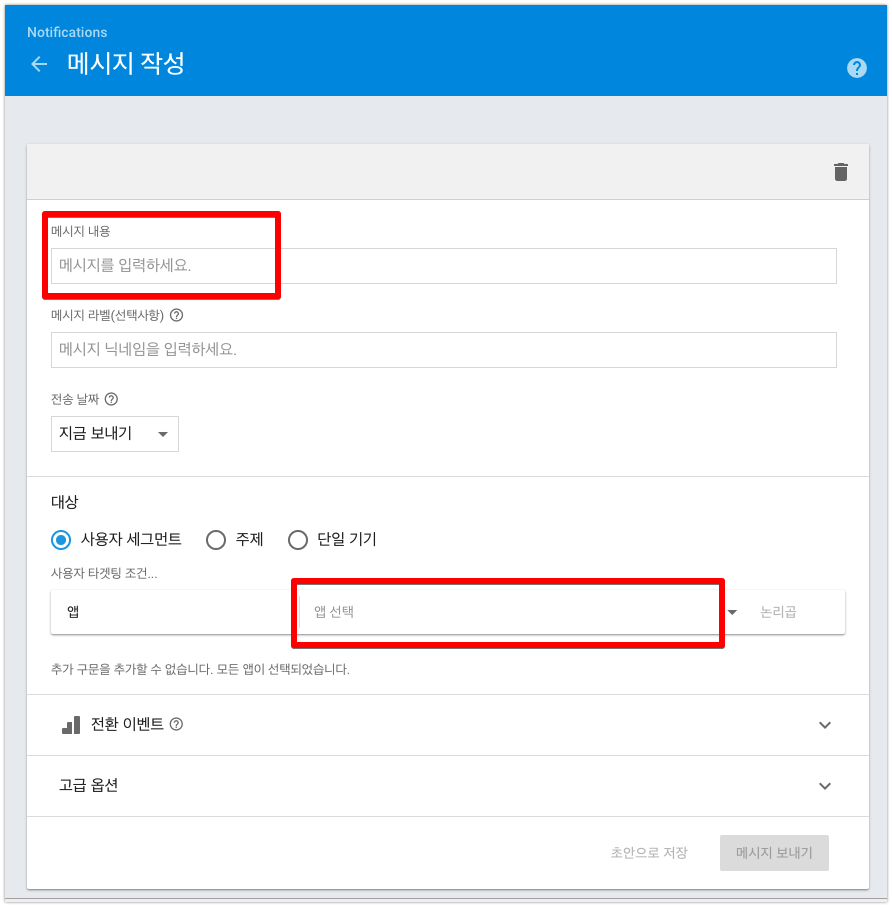 Notifications
메시지 작성
메시지 내용
메시지를 입력하세요.
메시지 라벨(선택사항)
메시지 닉네임을 입력하세요.
전송 날짜
지금 보내기
대상
사용자 세그먼트 주제 단일 기기
사용자 타겟팅 조건...
앱 앱 선택 논리곱
추가 구문을 추가할 수 없습니다. 모든 앱이 선택되었습니다.
전환 이벤트
고급 옵션
초안으로 저장 메시지 보내기